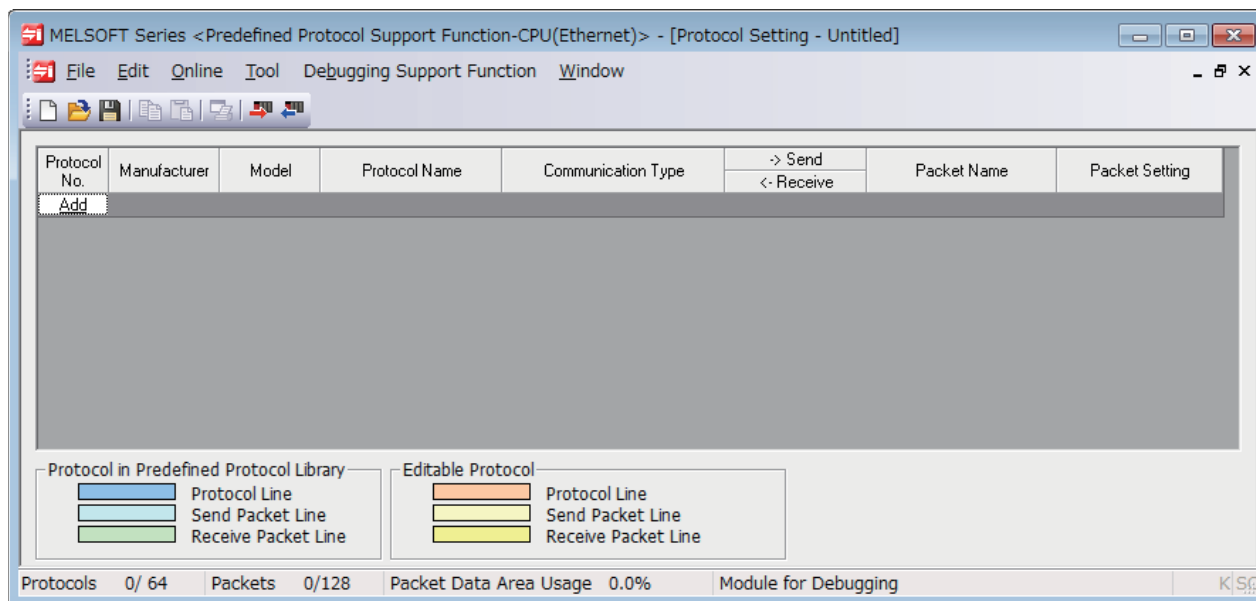 MELSOFT Series <Predefined Protocol Support Function-CPU(Ethernet)> - [Protocol Setting - Untitled]
File Edit Online Tool Debugging Support Function Window
Protocol No. Manufacturer Model Protocol Name Communication Type -> Send <- Receive Packet Name Packet Setting
Add
Protocol in Predefined Protocol Library
Protocol Line
Send Packet Line
Receive Packet Line
Editable Protocol
Protocol Line
Send Packet Line
Receive Packet Line
Protocols 0/ 64 Packets 0/128 Packet Data Area Usage 0.0% Module for Debugging